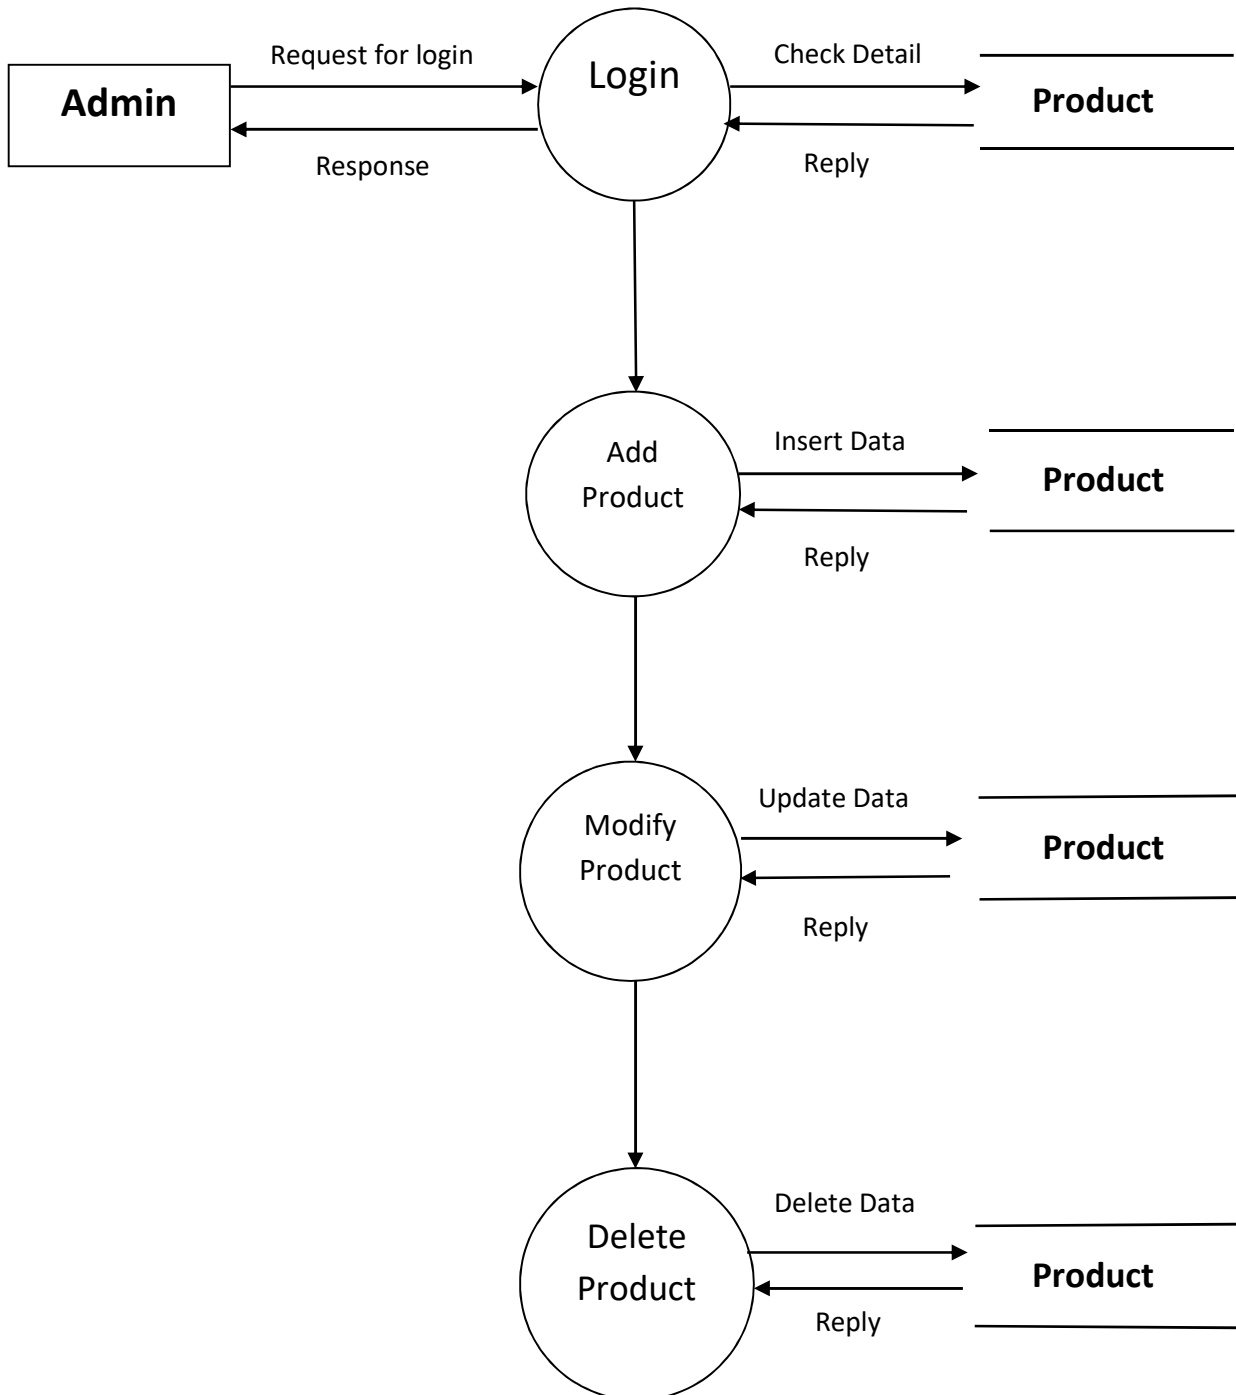 Request for login
Admin
Response
Login
Check Detail
Product
Reply
Add
Product
Insert Data
Product
Reply
Modify
Product
Update Data
Product
Reply
Delete
Product
Delete Data
Product
Reply